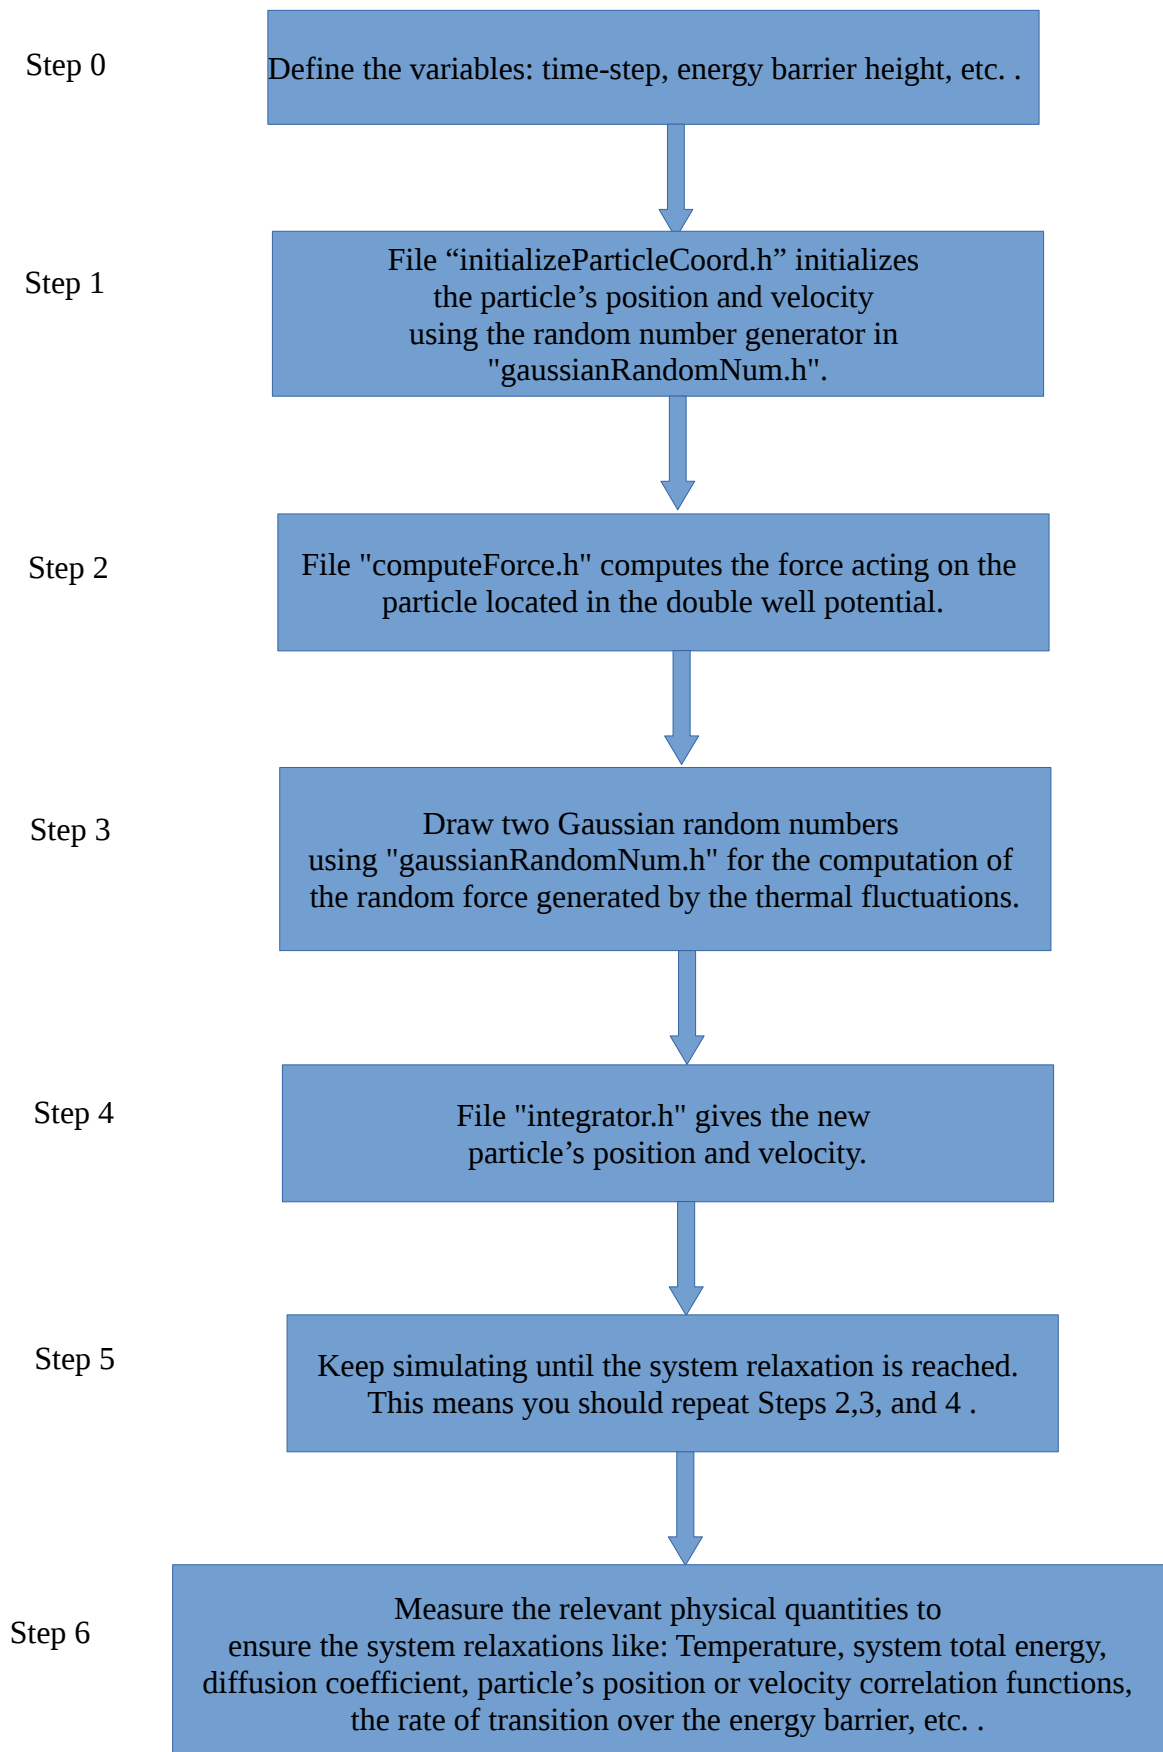 Step 0
Define the variables: time-step, energy barrier height, etc. .
Step 1
File “initializeParticleCoord.h” initializes
the particle’s position and velocity
using the random number generator in
"gaussianRandomNum.h".
Step 2
File "computeForce.h" computes the force acting on the
particle located in the double well potential.
Step 3
Draw two Gaussian random numbers
using "gaussianRandomNum.h" for the computation of
the random force generated by the thermal fluctuations.
Step 4
File "integrator.h" gives the new
particle’s position and velocity.
Step 5
Keep simulating until the system relaxation is reached.
This means you should repeat Steps 2,3, and 4 .
Step 6
Measure the relevant physical quantities to
ensure the system relaxations like: Temperature, system total energy,
diffusion coefficient, particle’s position or velocity correlation functions,
the rate of transition over the energy barrier, etc. .